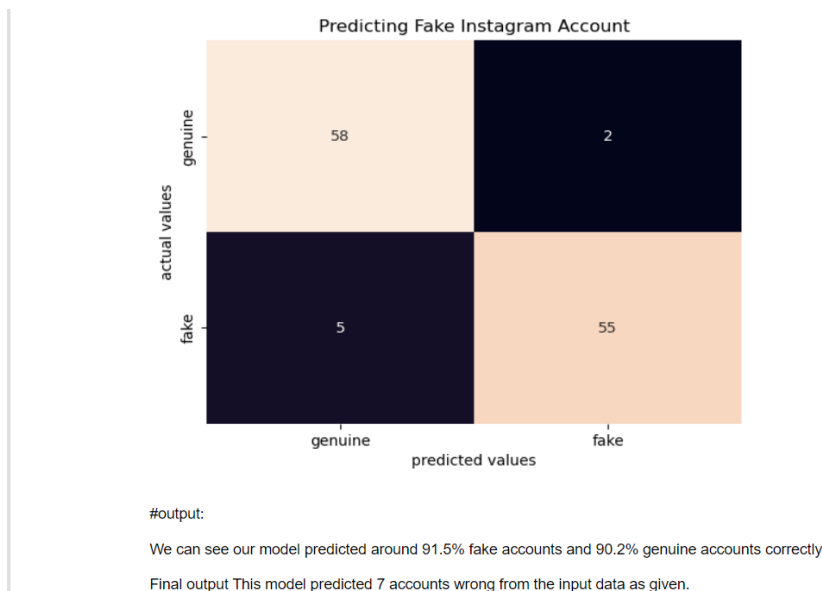 Predicting Fake Instagram Account
genuine
58
2
actual values
fake
5
55
genuine
fake
predicted values
#output:
We can see our model predicted around 91.5% fake accounts and 90.2% genuine accounts correctly
Final output This model predicted 7 accounts wrong from the input data as given.